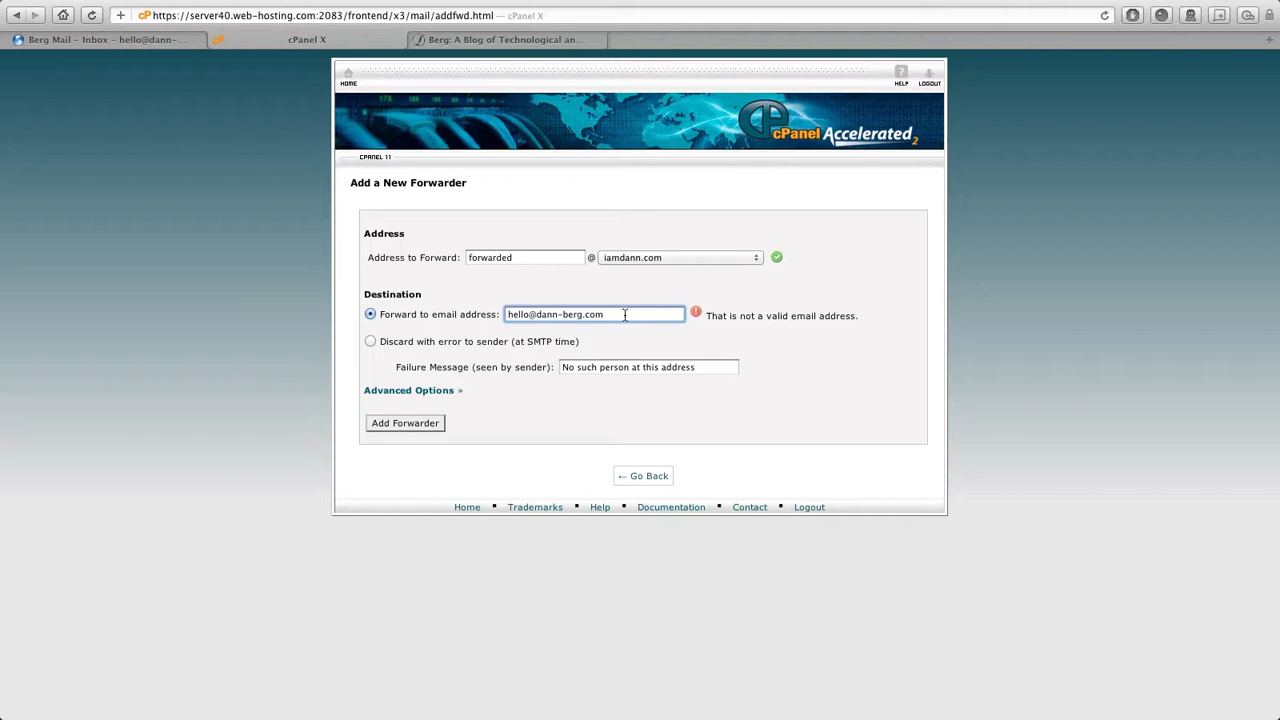 https://server40.web-hosting.com:2083/frontend/x3/mail/addfwd.html — cPanel X
Berg Mail – Inbox – hello@dann-...
cPanel X
Berg: A Blog of Technological an...
HOME
HELP
LOGOUT
cPanel Accelerated 2
CPANEL 11
Add a New Forwarder
Address
Address to Forward: forwarded @ iamdann.com
Destination
Forward to email address: hello@dann-berg.com That is not a valid email address.
Discard with error to sender (at SMTP time)
Failure Message (seen by sender): No such person at this address
Advanced Options »
Add Forwarder
← Go Back
Home ▪ Trademarks ▪ Help ▪ Documentation ▪ Contact ▪ Logout